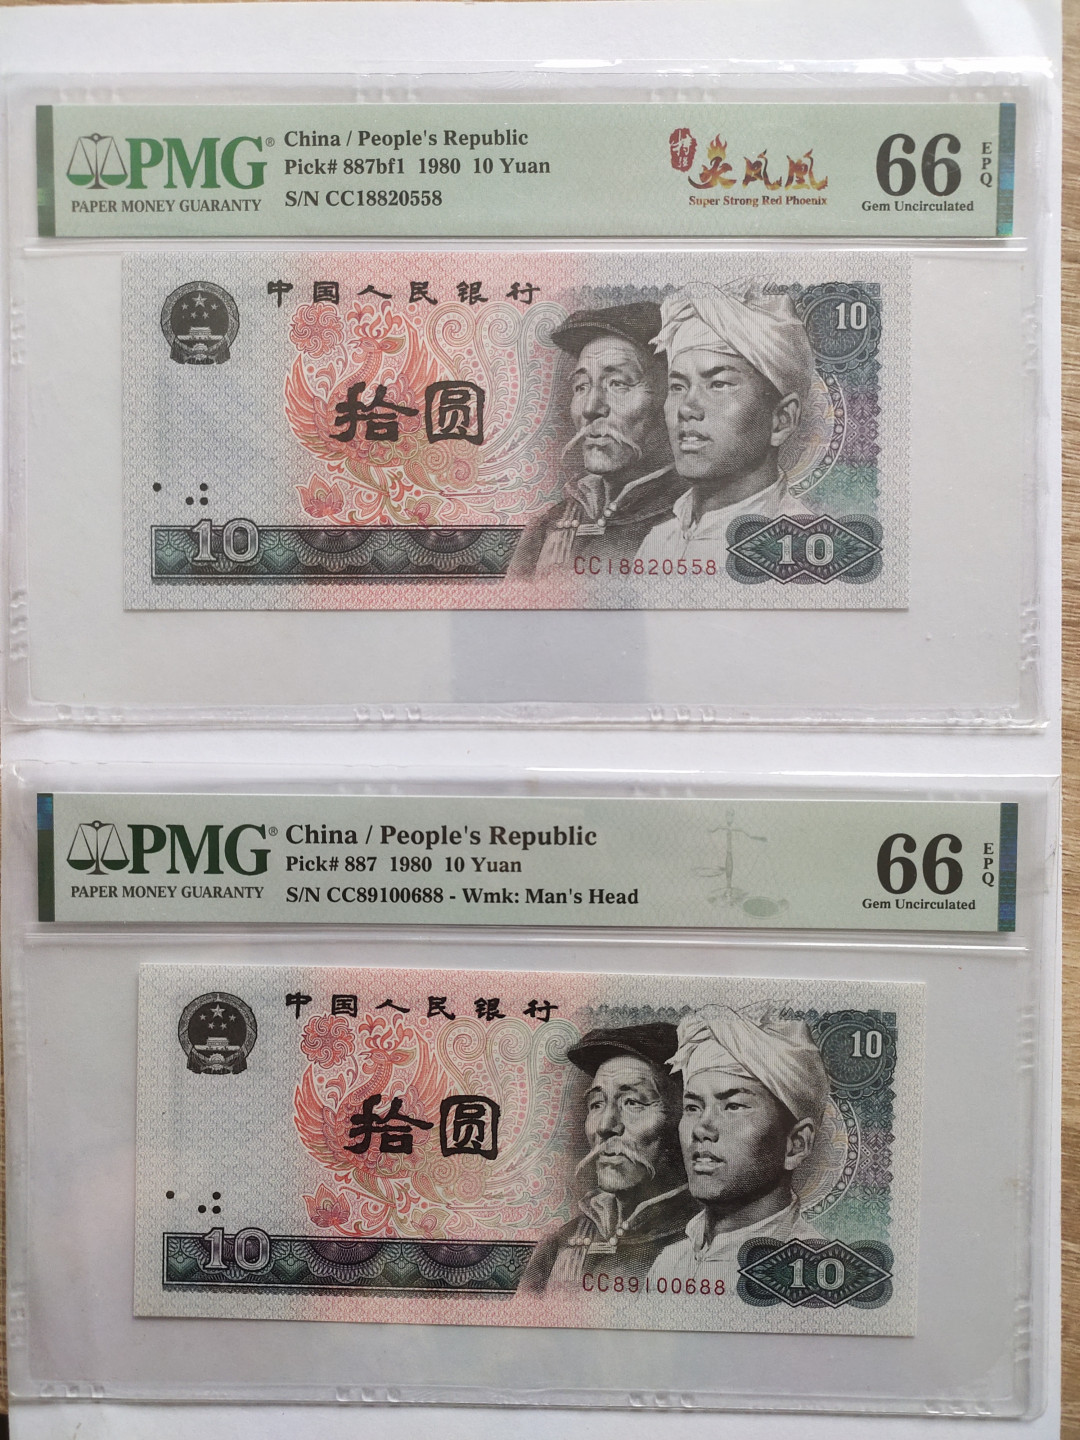 PMG®
PAPER MONEY GUARANTY
China / People's Republic
Pick# 887bf1 1980 10 Yuan
S/N CC18820558
炎凤凰
Super Strong Red Phoenix
66
Gem Uncirculated
EPQ
中国人民银行
10
拾圆
10
CC18820558
10
PMG®
PAPER MONEY GUARANTY
China / People's Republic
Pick# 887 1980 10 Yuan
S/N CC89100688 - Wmk: Man's Head
66
Gem Uncirculated
EPQ
中国人民银行
10
拾圆
10
CC89100688
10